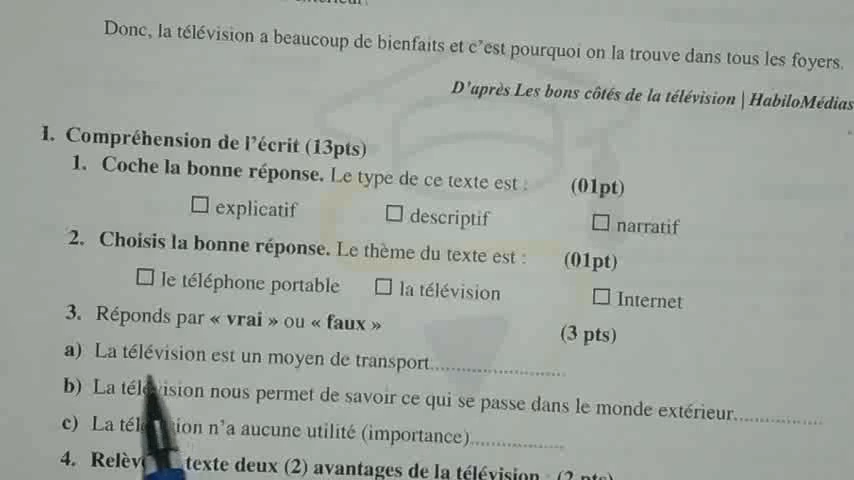 Donc, la télévision a beaucoup de bienfaits et c'est pourquoi on la trouve dans tous les foyers.
D'après Les bons côtés de la télévision | HabiloMédias
I. Compréhension de l'écrit (13pts)
1. Coche la bonne réponse. Le type de ce texte est : (01pt)
☐ explicatif ☐ descriptif ☐ narratif
2. Choisis la bonne réponse. Le thème du texte est : (01pt)
☐ le téléphone portable ☐ la télévision ☐ Internet
3. Réponds par « vrai » ou « faux » (3 pts)
a) La télévision est un moyen de transport....................
b) La télévision nous permet de savoir ce qui se passe dans le monde extérieur...............
c) La télévision n'a aucune utilité (importance)................
4. texte deux (2) avantages de la télévision : (2 pts)